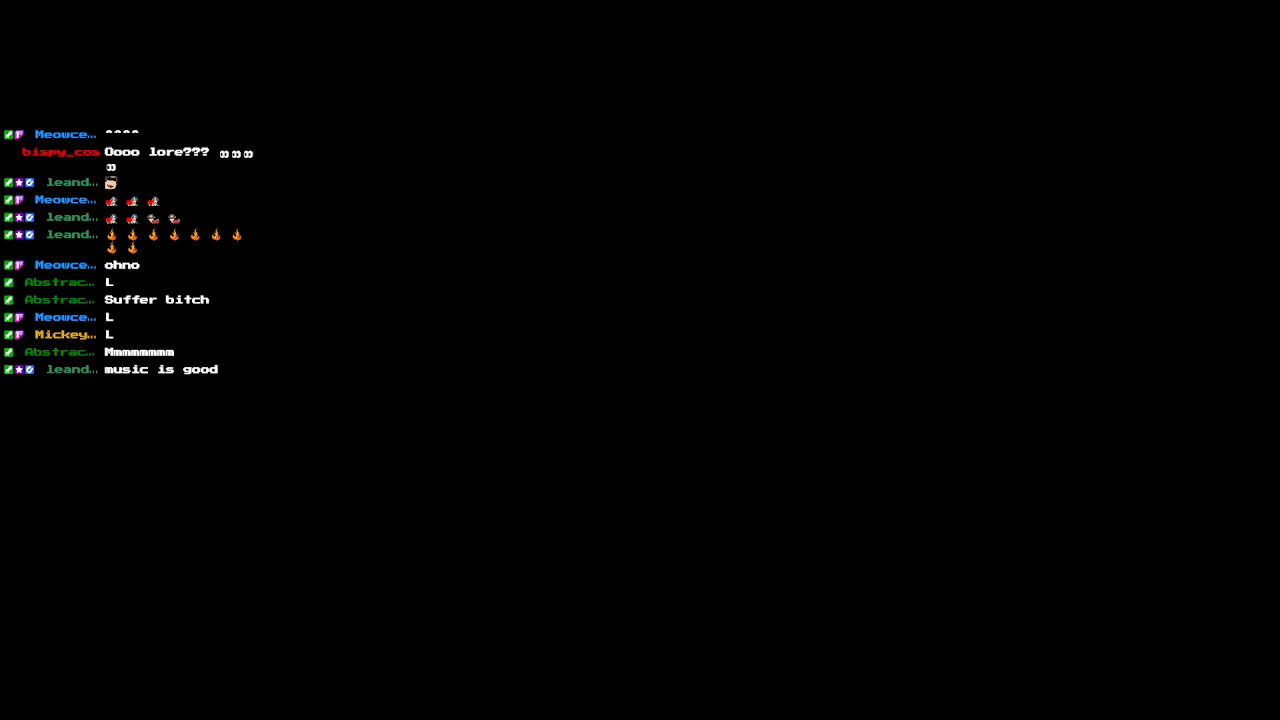 Meowce…
bispy_cos Oooo lore???
leand…
Meowce…
leand…
leand…
Meowce… ohno
Abstrac… L
Abstrac… Suffer bitch
Meowce… L
Mickey… L
Abstrac… Mmmmmmmm
leand… music is good